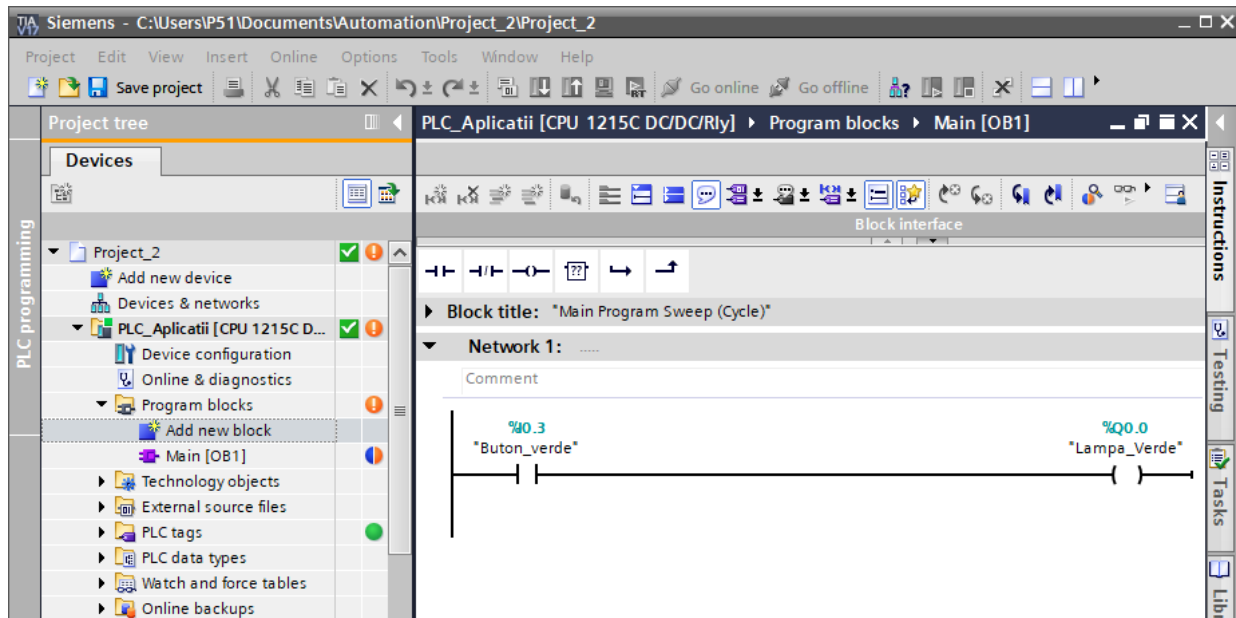 Siemens - C:\Users\P51\Documents\Automation\Project_2\Project_2
Project Edit View Insert Online Options Tools Window Help
Save project Go online Go offline
Project tree
PLC_Aplicatii [CPU 1215C DC/DC/Rly] Program blocks Main [OB1]
Devices
Block interface
PLC programming
Project_2
Add new device
Devices & networks
PLC_Aplicatii [CPU 1215C D...
Device configuration
Online & diagnostics
Program blocks
Add new block
Main [OB1]
Technology objects
External source files
PLC tags
PLC data types
Watch and force tables
Online backups
??
Block title: "Main Program Sweep (Cycle)"
Network 1: .....
Comment
%I0.3
"Buton_verde"
%Q0.0
"Lampa_Verde"
Instructions
Testing
Tasks